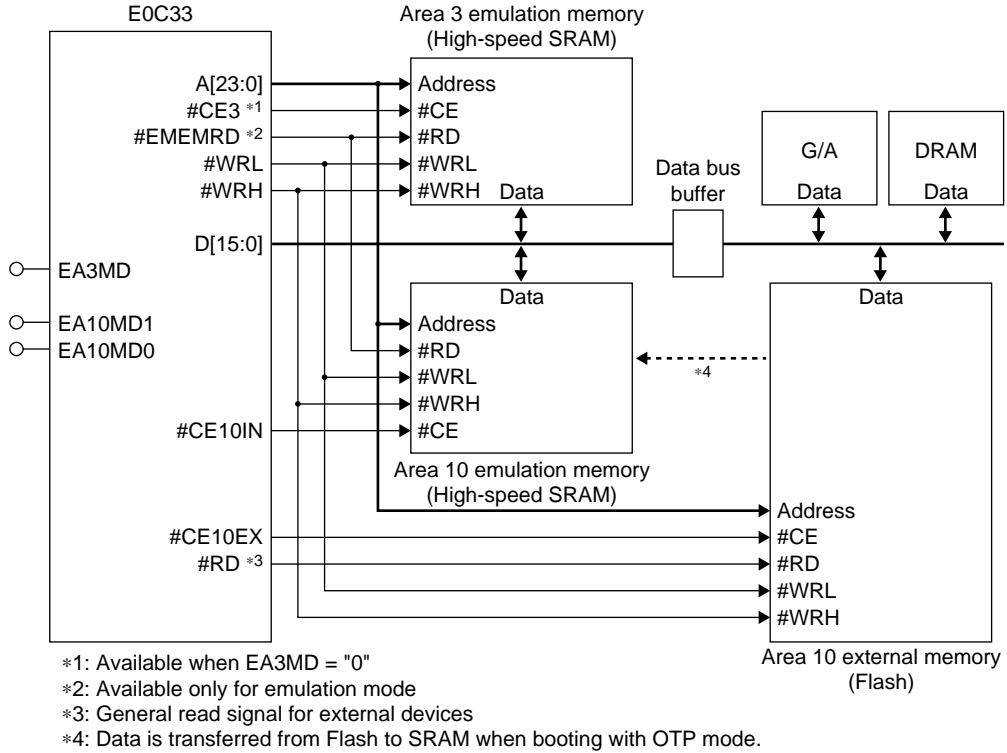 E0C33
Area 3 emulation memory
(High-speed SRAM)
A[23:0]
#CE3 *1
#EMEMRD *2
#WRL
#WRH
D[15:0]
Address
#CE
#RD
#WRL
#WRH
Data
Data bus
buffer
G/A
Data
DRAM
Data
EA3MD
EA10MD1
EA10MD0
Data
Address
#RD
#WRL
#WRH
#CE
*4
Data
#CE10IN
Area 10 emulation memory
(High-speed SRAM)
#CE10EX
#RD *3
Address
#CE
#RD
#WRL
#WRH
Area 10 external memory
(Flash)
*1: Available when EA3MD = "0"
*2: Available only for emulation mode
*3: General read signal for external devices
*4: Data is transferred from Flash to SRAM when booting with OTP mode.